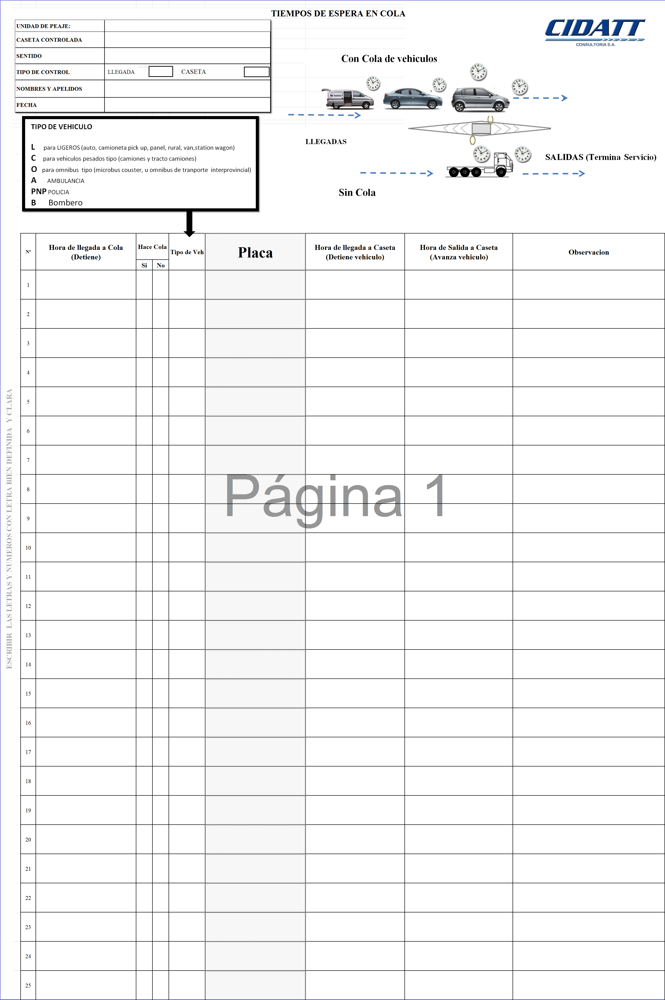 TIEMPOS DE ESPERA EN COLA
CIDATT
CONSULTORIA S.A.
UNIDAD DE PEAJE:
CASETA CONTROLADA
SENTIDO
TIPO DE CONTROL LLEGADA CASETA
NOMBRES Y APELIDOS
FECHA
Con Cola de vehiculos
TIPO DE VEHICULO
L para LIGEROS (auto, camioneta pick up, panel, rural, van,station wagon)
C para vehiculos pesados tipo (camiones y tracto camiones)
O para omnibus tipo (microbus couster, u omnibus de tranporte interprovincial)
A AMBULANCIA
PNP POLICIA
B Bombero
LLEGADAS
SALIDAS (Termina Servicio)
Sin Cola
Nº
Hora de llegada a Cola
(Detiene)
Hace Cola
Si No
Tipo de Veh
Placa
Hora de llegada a Caseta
(Detiene vehiculo)
Hora de Salida a Caseta
(Avanza vehiculo)
Observacion
1
2
3
4
5
6
7
8
9
10
11
12
13
14
15
16
17
18
19
20
21
22
23
24
25
Página 1
ESCRIBIR LAS LETRAS Y NUMEROS CON LETRA BIEN DEFINIDA Y CLARA